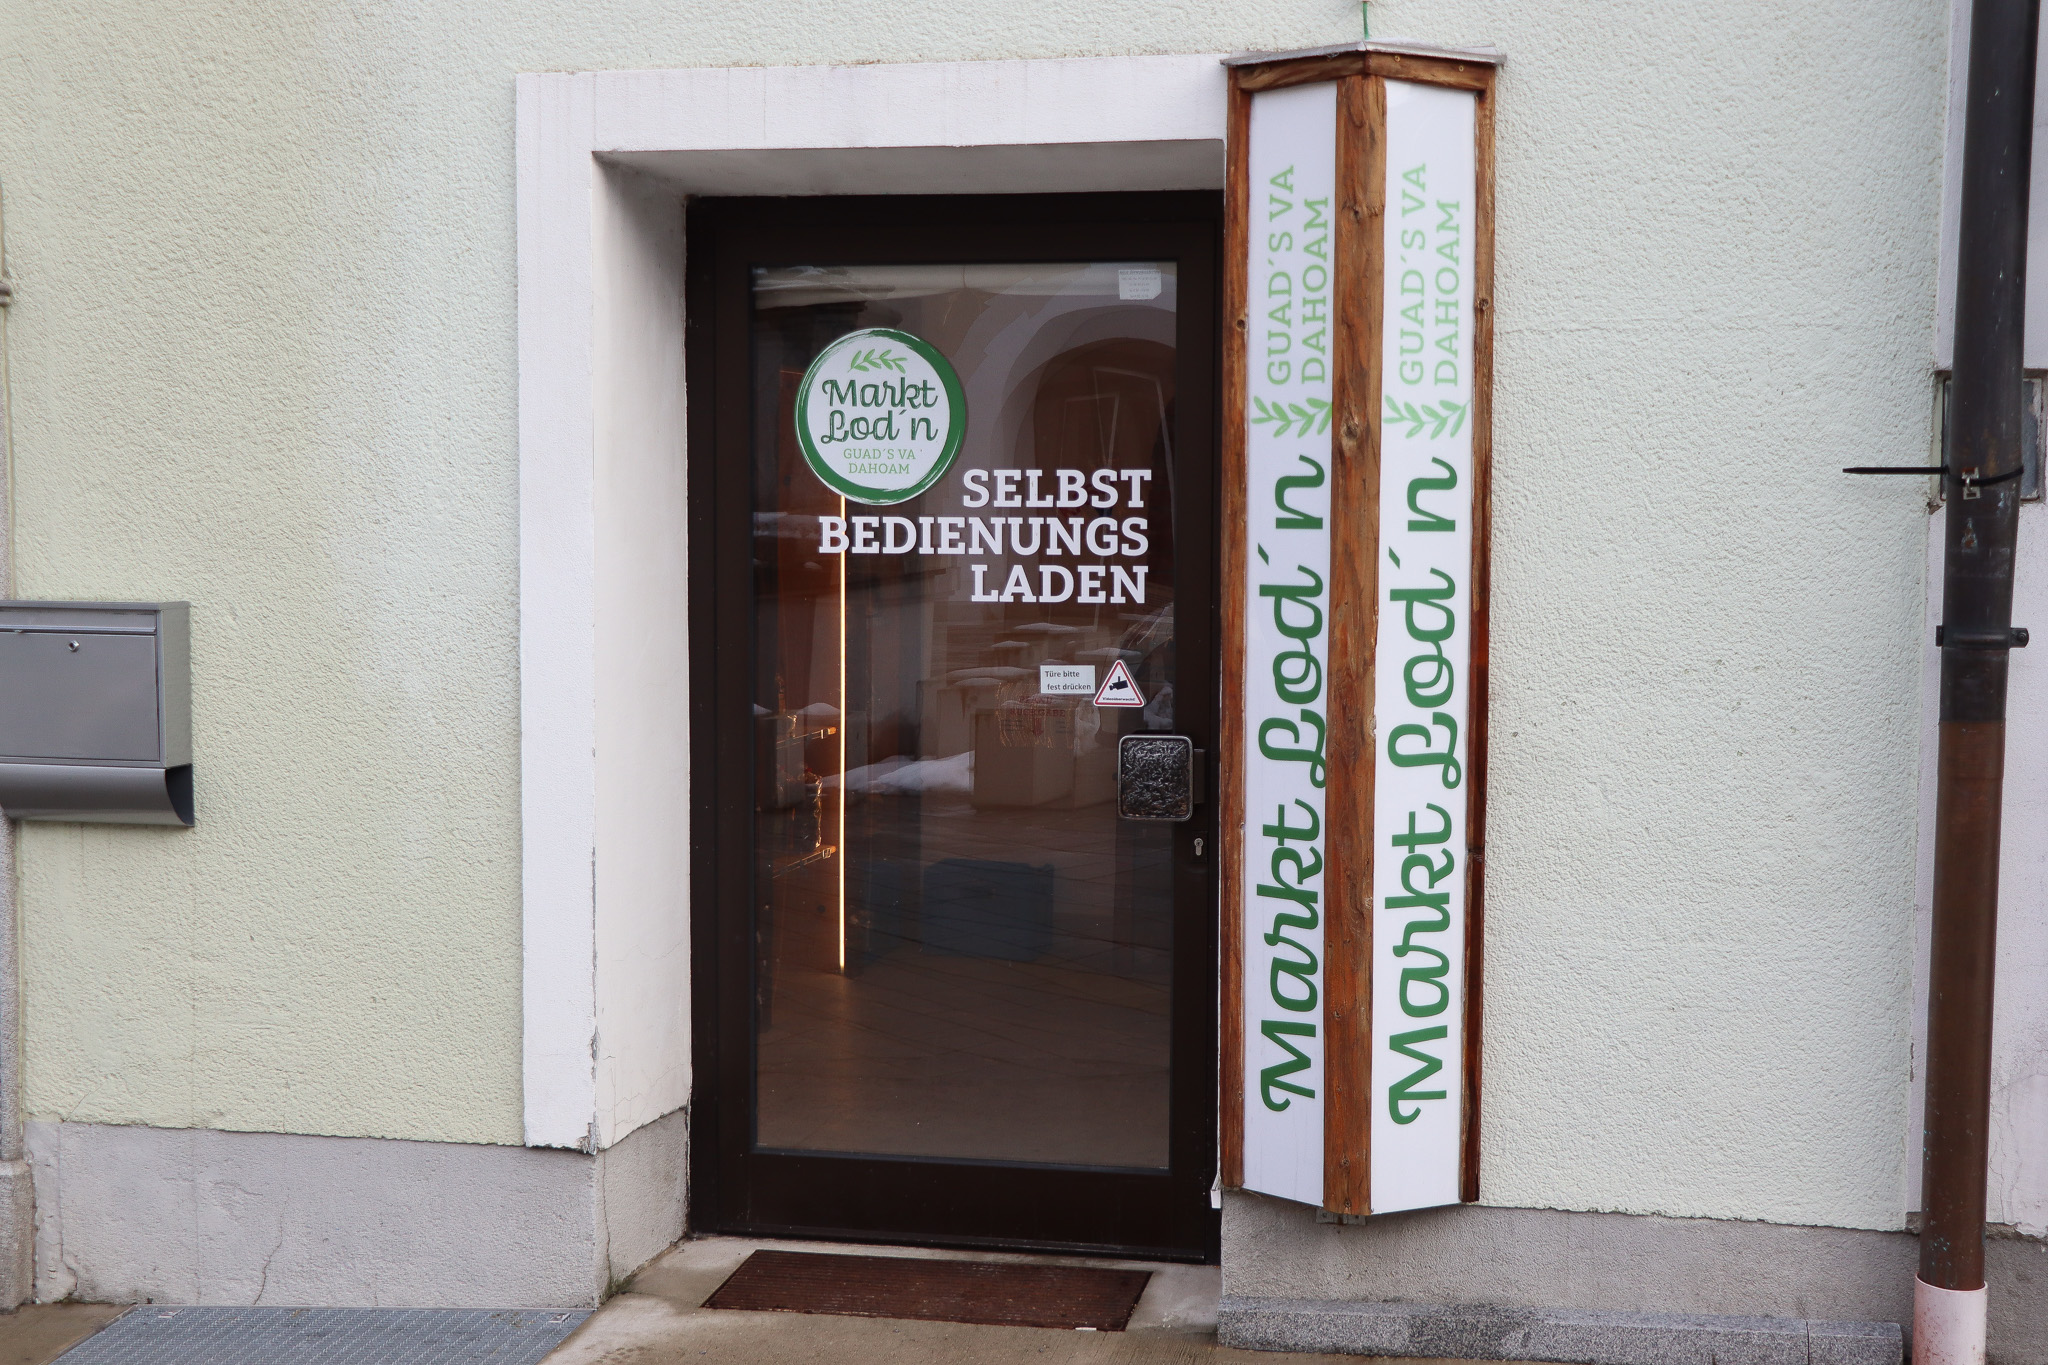 Markt
Lod´n
GUAD´S VA
DAHOAM
SELBST
BEDIENUNGS
LADEN
Türe bitte
fest drücken
Markt Lod´n
GUAD´S VA
DAHOAM
Markt Lod´n
GUAD´S VA
DAHOAM